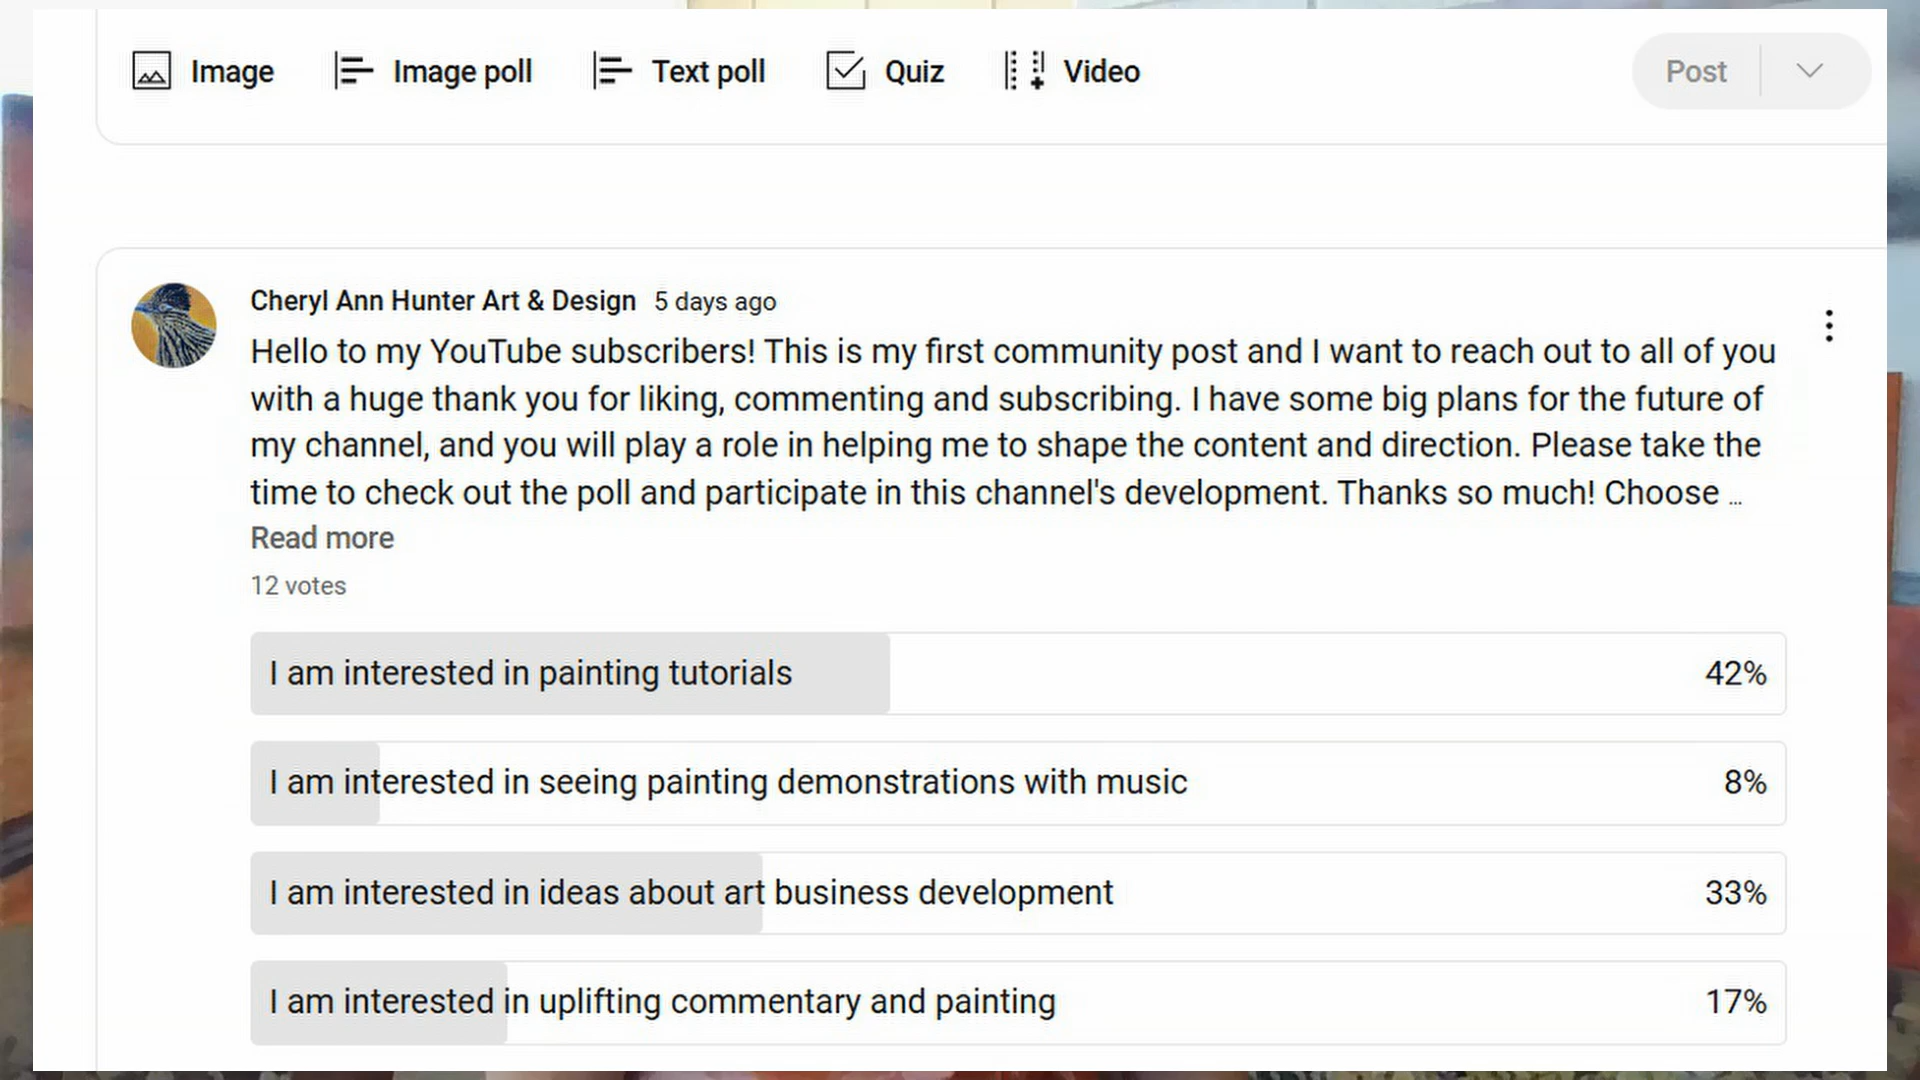 Image Image poll Text poll Quiz Video Post
Cheryl Ann Hunter Art & Design 5 days ago
Hello to my YouTube subscribers! This is my first community post and I want to reach out to all of you
with a huge thank you for liking, commenting and subscribing. I have some big plans for the future of
my channel, and you will play a role in helping me to shape the content and direction. Please take the
time to check out the poll and participate in this channel's development. Thanks so much! Choose ...
Read more
12 votes
I am interested in painting tutorials 42%
I am interested in seeing painting demonstrations with music 8%
I am interested in ideas about art business development 33%
I am interested in uplifting commentary and painting 17%